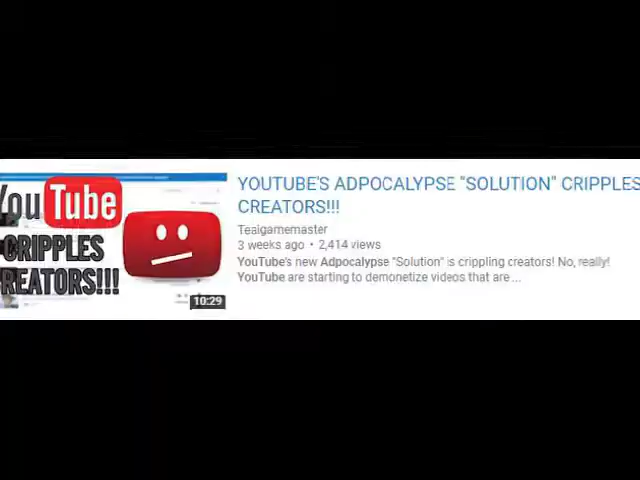 YouTube
CRIPPLES
REATORS!!!
10:29
YOUTUBE'S ADPOCALYPSE "SOLUTION" CRIPPLES
CREATORS!!!
Tealgamemaster
3 weeks ago • 2,414 views
YouTube's new Adpocalypse "Solution" is crippling creators! No, really!
YouTube are starting to demonetize videos that are ...